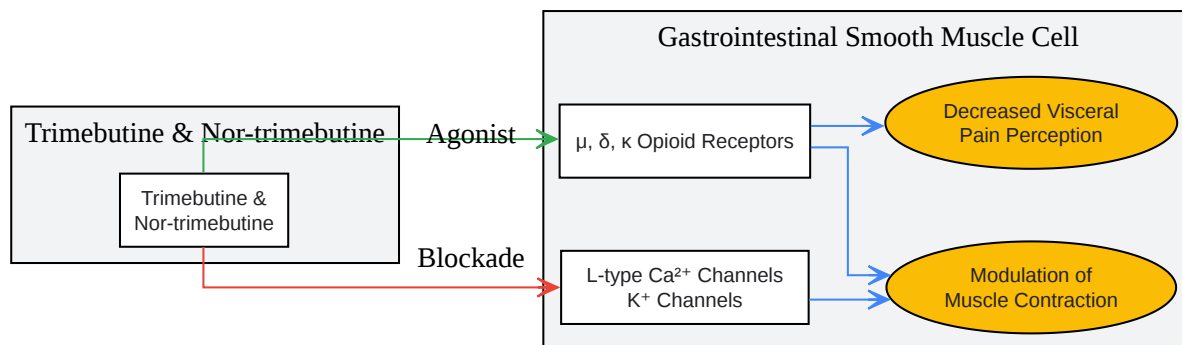 Gastrointestinal Smooth Muscle Cell
Trimebutine & Nor-trimebutine
Agonist
μ, δ, κ Opioid Receptors
Decreased Visceral
Pain Perception
Trimebutine &
Nor-trimebutine
Blockade
L-type Ca²⁺ Channels
K⁺ Channels
Modulation of
Muscle Contraction